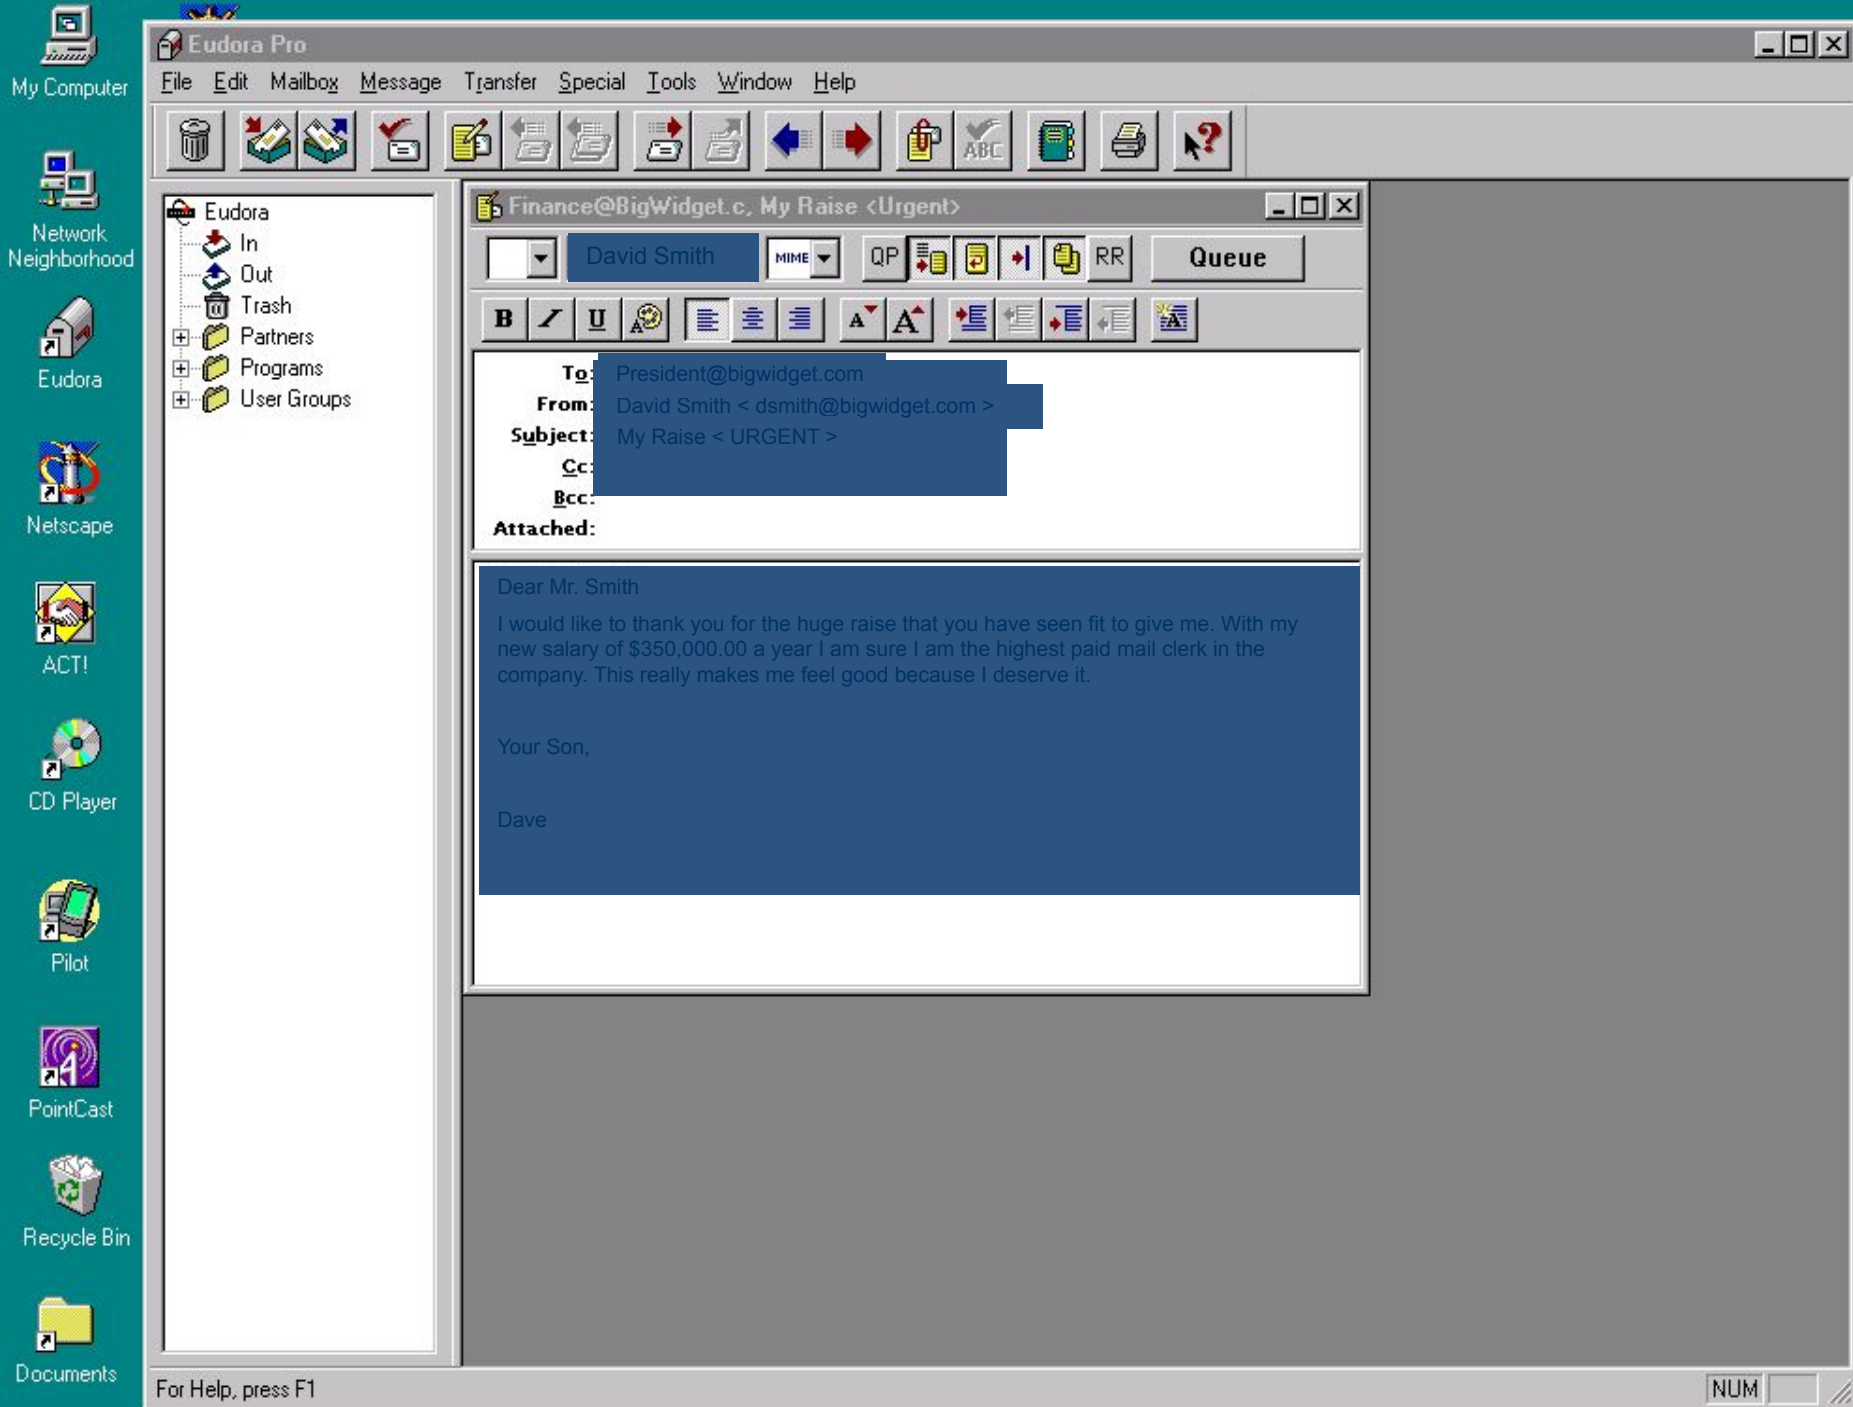 My Computer
Network
Neighborhood
Eudora
Netscape
ACT!
CD Player
Pilot
PointCast
Recycle Bin
Documents
Eudora Pro
File Edit Mailbox Message Transfer Special Tools Window Help
ABC
Eudora
In
Out
Trash
Partners
Programs
User Groups
Finance@BigWidget.c, My Raise <Urgent>
David Smith MIME QP RR Queue
B I U A A A A
To: President@bigwidget.com
From: David Smith < dsmith@bigwidget.com >
Subject: My Raise < URGENT >
Cc:
Bcc:
Attached:
Dear Mr. Smith
I would like to thank you for the huge raise that you have seen fit to give me. With my
new salary of $350,000.00 a year I am sure I am the highest paid mail clerk in the
company. This really makes me feel good because I deserve it.
Your Son,
Dave
For Help, press F1
NUM